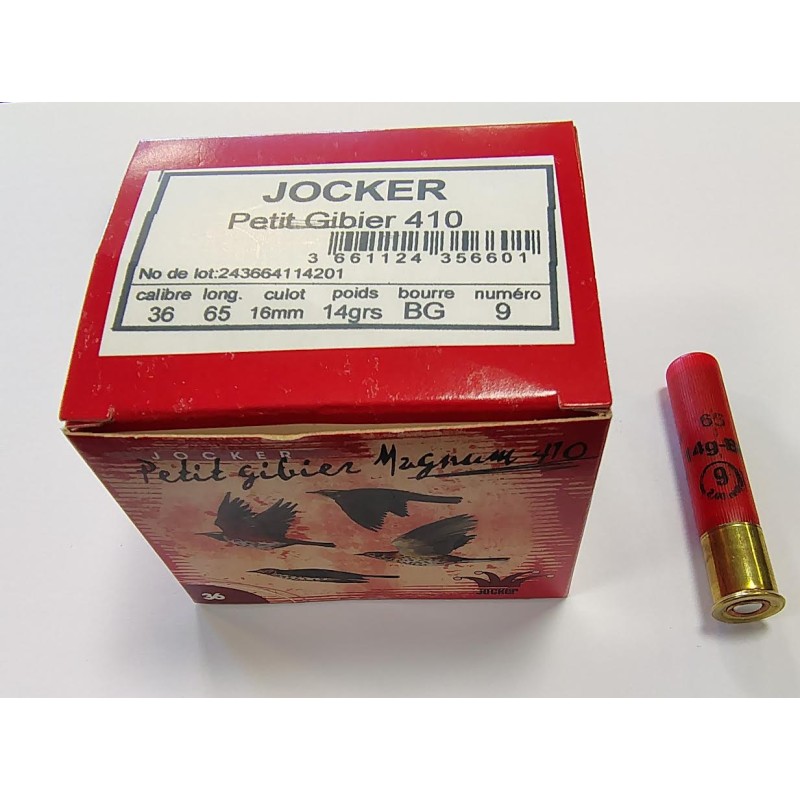 JOCKER
Petit Gibier 410
3 661124 356601
No de lot:243664114201
calibre long. culot poids bourre numéro
36 65 16mm 14grs BG 9
JOCKER
Petit gibier Magnum 410
36
JOCKER
65
9